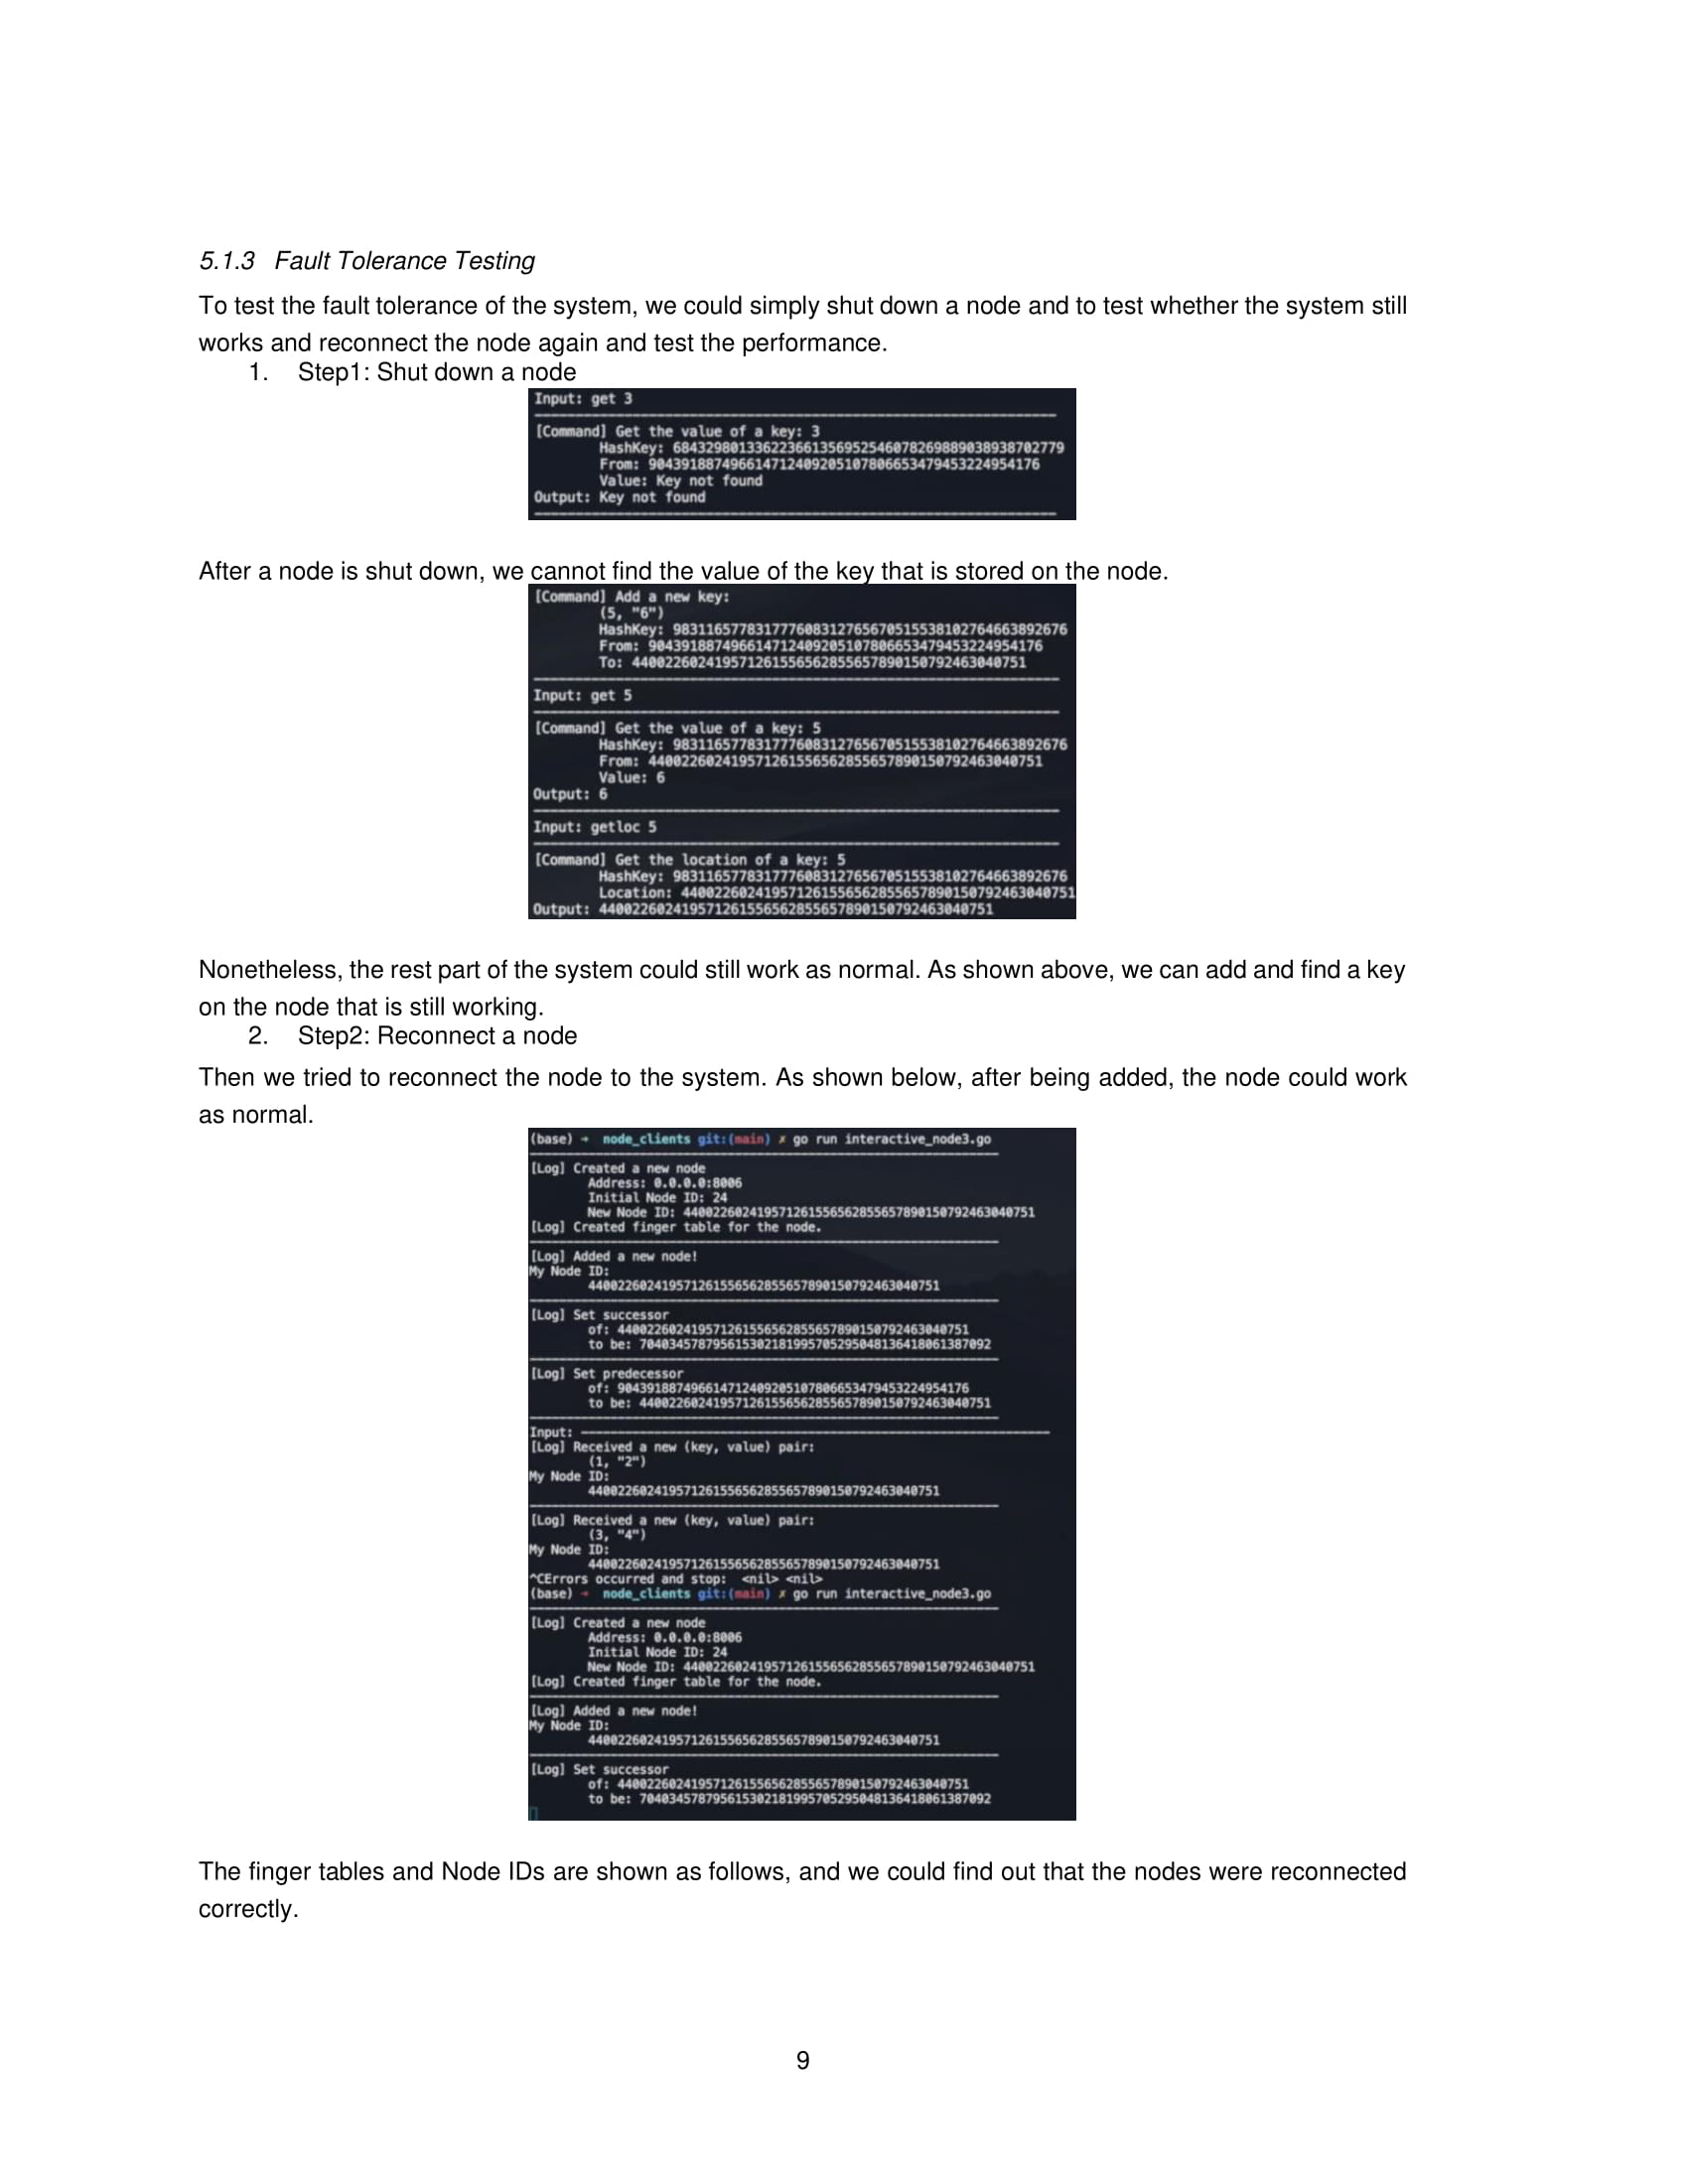 5.1.3 Fault Tolerance Testing
To test the fault tolerance of the system, we could simply shut down a node and to test whether the system still
works and reconnect the node again and test the performance.
1. Step1: Shut down a node
Input: get 3
[Command] Get the value of a key: 3
HashKey: 684329801336223661356952546078269889038938702779
From: 904391887496614712409205107806653479453224954176
Value: Key not found
Output: Key not found
After a node is shut down, we cannot find the value of the key that is stored on the node.
[Command] Add a new key:
(5, "6")
HashKey: 983116577831777608312765670515538102764663892676
From: 904391887496614712409205107806653479453224954176
To: 440022602419571261556562855657890150792463040751
Input: get 5
[Command] Get the value of a key: 5
HashKey: 983116577831777608312765670515538102764663892676
From: 440022602419571261556562855657890150792463040751
Value: 6
Output: 6
Input: getloc 5
[Command] Get the location of a key: 5
HashKey: 983116577831777608312765670515538102764663892676
Location: 440022602419571261556562855657890150792463040751
Output: 440022602419571261556562855657890150792463040751
Nonetheless, the rest part of the system could still work as normal. As shown above, we can add and find a key
on the node that is still working.
2. Step2: Reconnect a node
Then we tried to reconnect the node to the system. As shown below, after being added, the node could work
as normal.
(base) → node_clients git:(main) ✗ go run interactive_node3.go
[Log] Created a new node
Address: 0.0.0.0:8006
Initial Node ID: 24
New Node ID: 440022602419571261556562855657890150792463040751
[Log] Created finger table for the node.
[Log] Added a new node!
My Node ID:
440022602419571261556562855657890150792463040751
[Log] Set successor
of: 440022602419571261556562855657890150792463040751
to be: 704034578795615302181995705295048136418061387092
[Log] Set predecessor
of: 904391887496614712409205107806653479453224954176
to be: 440022602419571261556562855657890150792463040751
Input:
[Log] Received a new (key, value) pair:
(1, "2")
My Node ID:
440022602419571261556562855657890150792463040751
[Log] Received a new (key, value) pair:
(3, "4")
My Node ID:
440022602419571261556562855657890150792463040751
^CErrors occurred and stop: <nil> <nil>
(base) → node_clients git:(main) ✗ go run interactive_node3.go
[Log] Created a new node
Address: 0.0.0.0:8006
Initial Node ID: 24
New Node ID: 440022602419571261556562855657890150792463040751
[Log] Created finger table for the node.
[Log] Added a new node!
My Node ID:
440022602419571261556562855657890150792463040751
[Log] Set successor
of: 440022602419571261556562855657890150792463040751
to be: 704034578795615302181995705295048136418061387092
The finger tables and Node IDs are shown as follows, and we could find out that the nodes were reconnected
correctly.
9